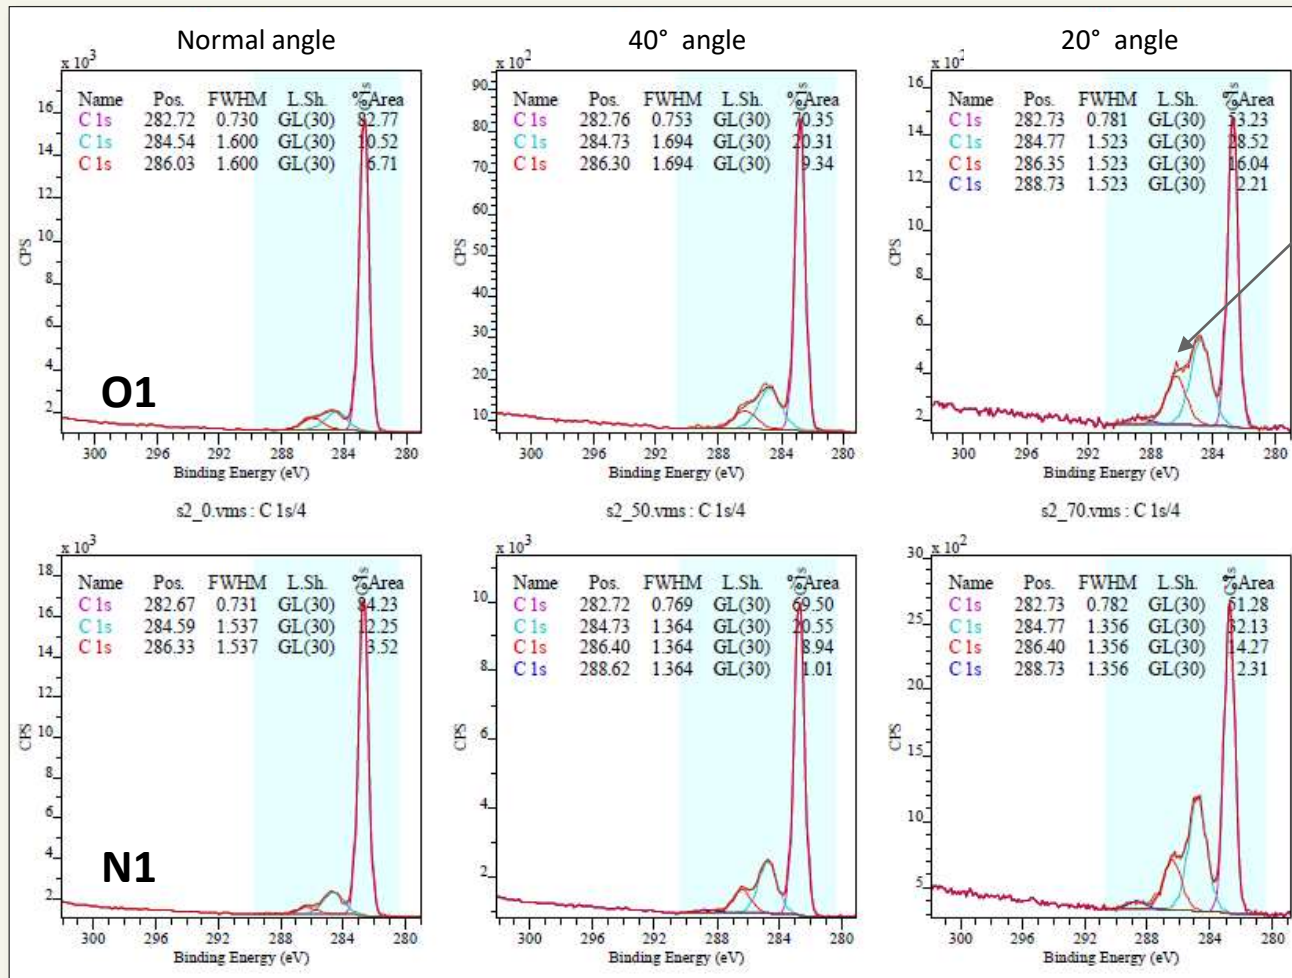 Normal angle
x 10³
Name Pos. FWHM L.Sh. % Area
C 1s 282.72 0.730 GL(30) 82.77
C 1s 284.54 1.600 GL(30) 10.52
C 1s 286.03 1.600 GL(30) 6.71
C 1s
16
14
12
10
8
6
4
2
CPS
O1
300 296 292 288 284 280
Binding Energy (eV)
40° angle
x 10²
Name Pos. FWHM L.Sh. % Area
C 1s 282.76 0.753 GL(30) 70.35
C 1s 284.73 1.694 GL(30) 20.31
C 1s 286.30 1.694 GL(30) 9.34
C 1s
90
80
70
60
50
40
30
20
10
CPS
300 296 292 288 284 280
Binding Energy (eV)
20° angle
x 10²
Name Pos. FWHM L.Sh. % Area
C 1s 282.73 0.781 GL(30) 53.23
C 1s 284.77 1.523 GL(30) 28.52
C 1s 286.35 1.523 GL(30) 16.04
C 1s 288.73 1.523 GL(30) 2.21
C 1s
16
14
12
10
8
6
4
2
CPS
300 296 292 288 284 280
Binding Energy (eV)
s2_0.vms : C 1s/4
x 10³
Name Pos. FWHM L.Sh. % Area
C 1s 282.67 0.731 GL(30) 84.23
C 1s 284.59 1.537 GL(30) 12.25
C 1s 286.33 1.537 GL(30) 3.52
C 1s
18
16
14
12
10
8
6
4
2
CPS
N1
300 296 292 288 284 280
Binding Energy (eV)
s2_50.vms : C 1s/4
x 10³
Name Pos. FWHM L.Sh. % Area
C 1s 282.72 0.769 GL(30) 69.50
C 1s 284.73 1.364 GL(30) 20.55
C 1s 286.40 1.364 GL(30) 8.94
C 1s 288.62 1.364 GL(30) 1.01
C 1s
10
8
6
4
2
CPS
300 296 292 288 284 280
Binding Energy (eV)
s2_70.vms : C 1s/4
x 10²
Name Pos. FWHM L.Sh. % Area
C 1s 282.73 0.782 GL(30) 51.28
C 1s 284.77 1.356 GL(30) 32.13
C 1s 286.40 1.356 GL(30) 14.27
C 1s 288.73 1.356 GL(30) 2.31
C 1s
30
25
20
15
10
5
CPS
300 296 292 288 284 280
Binding Energy (eV)